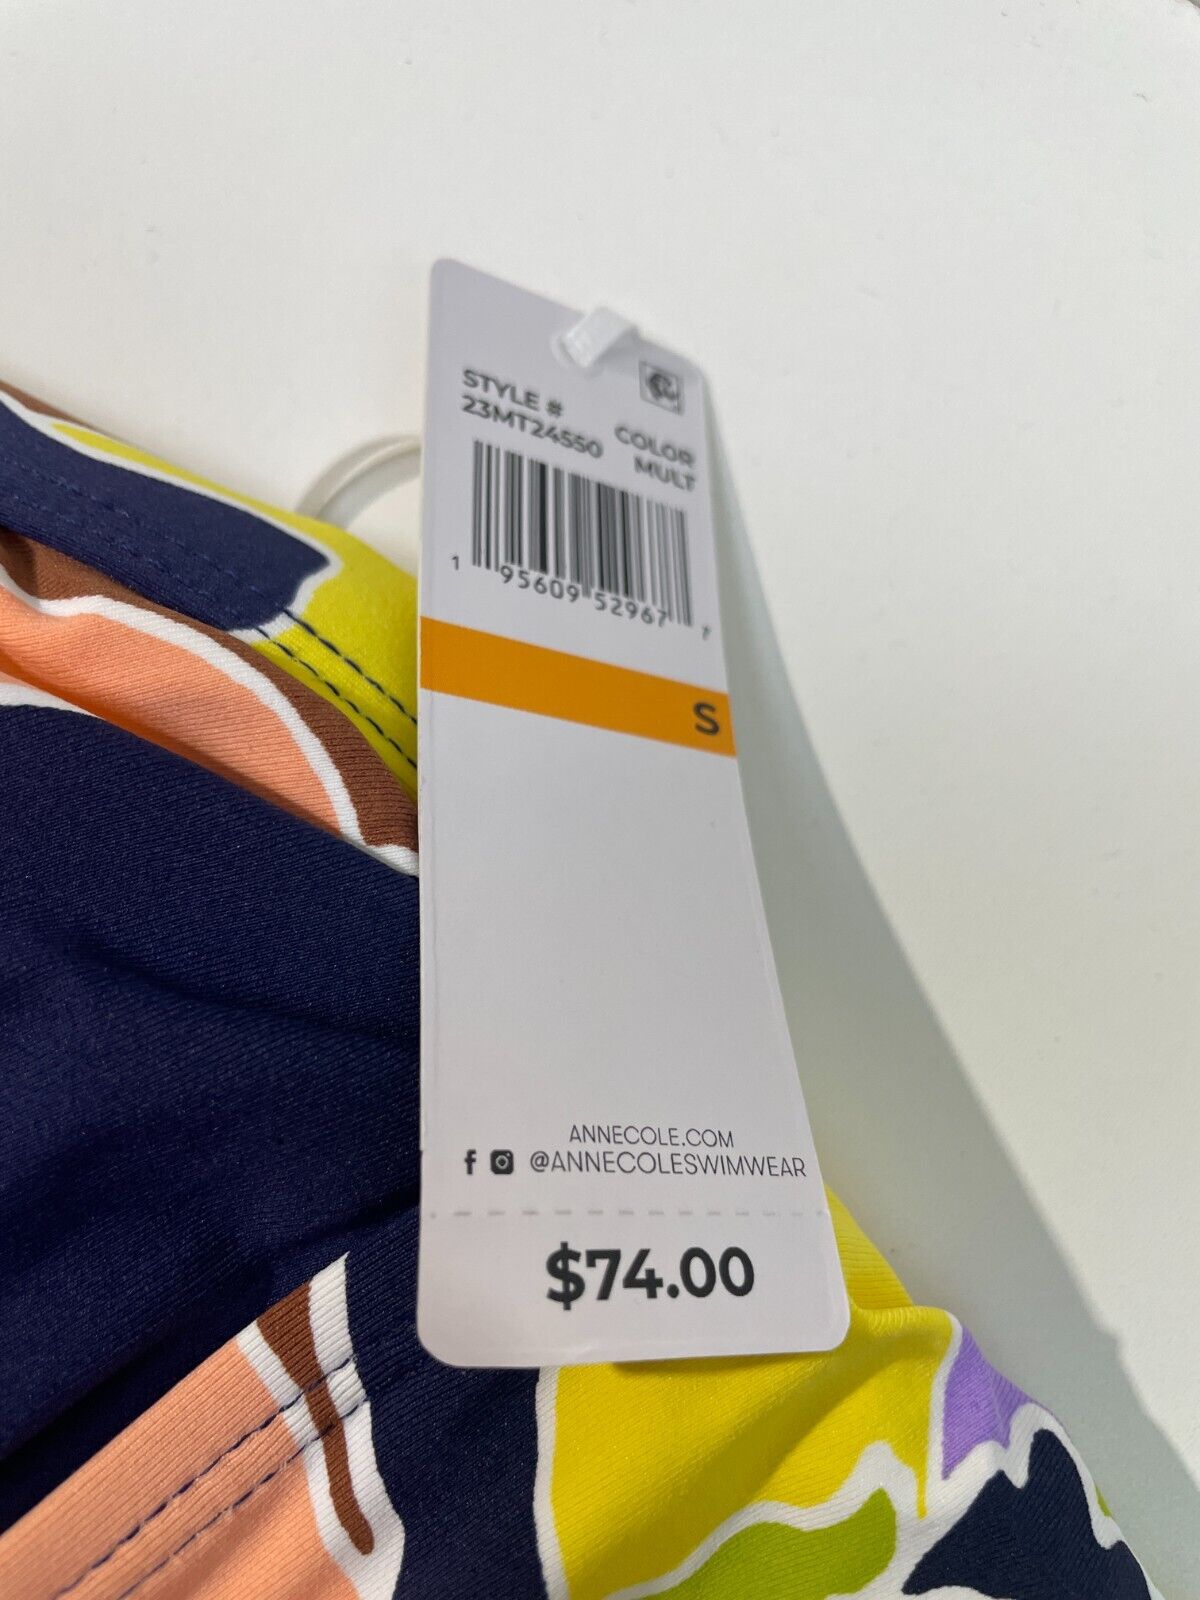 STYLE #
23MT24550
COLOR
MULT
1 95609 52967 7
S
ANNECOLE.COM
@ANNECOLESWIMWEAR
$74.00